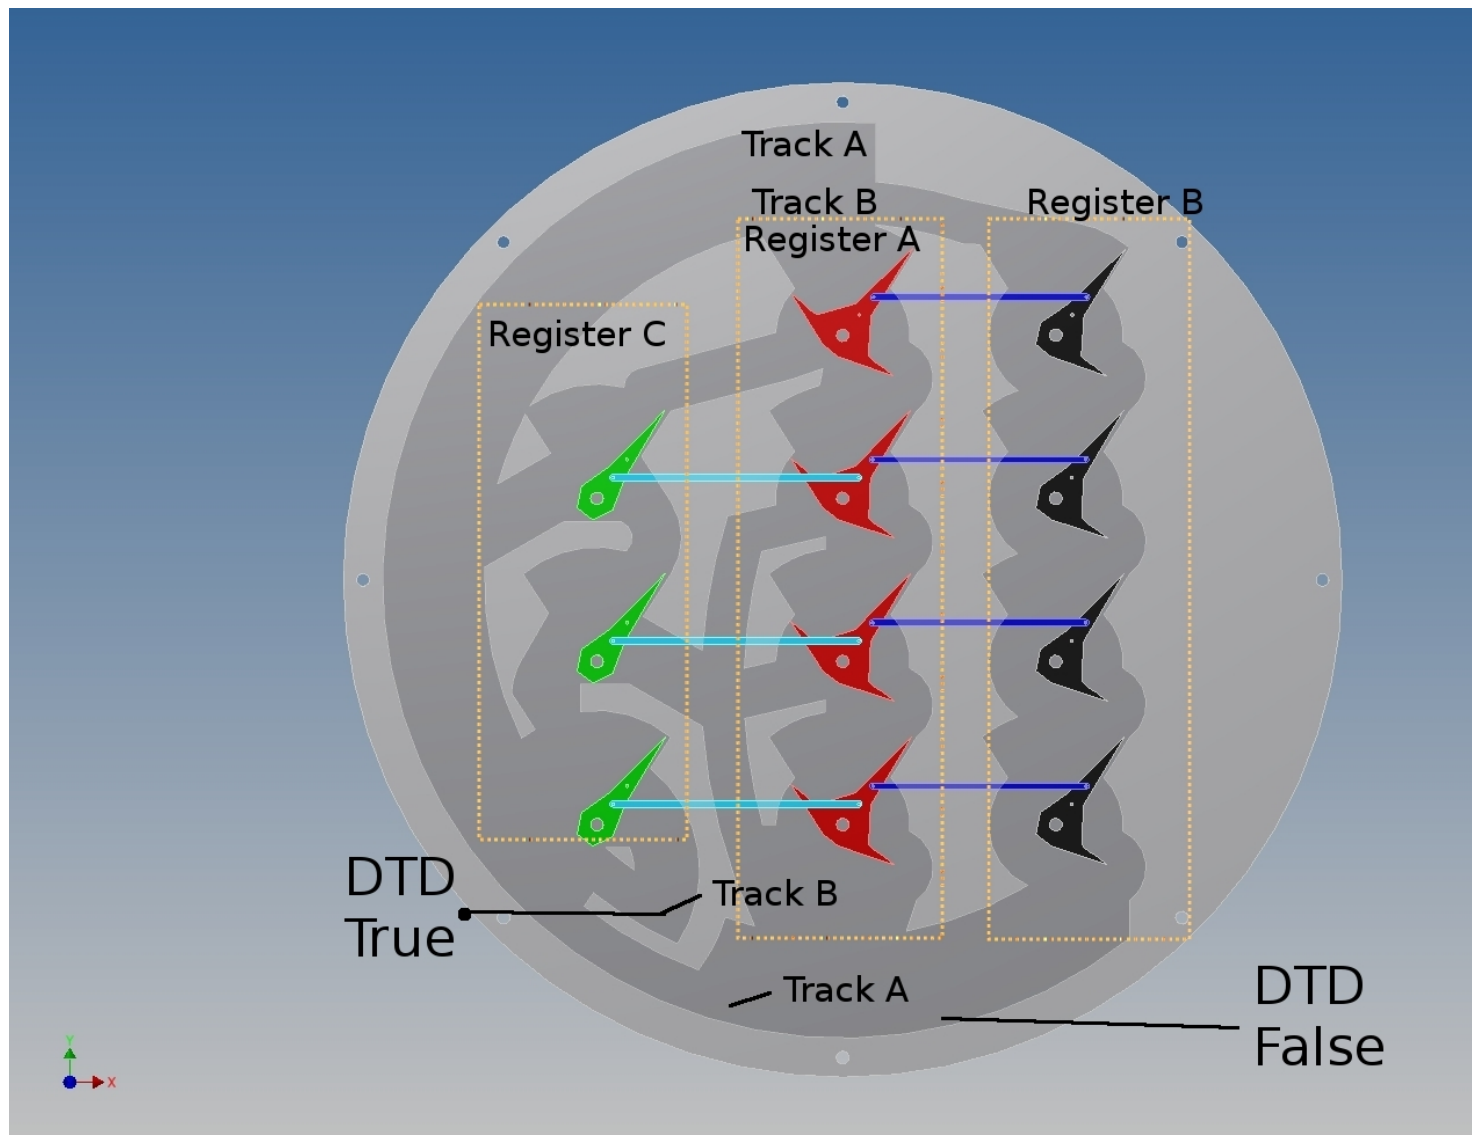 Track A
Track B
Register B
Register A
Register C
DTD
True
Track B
Track A
DTD
False
Y
X